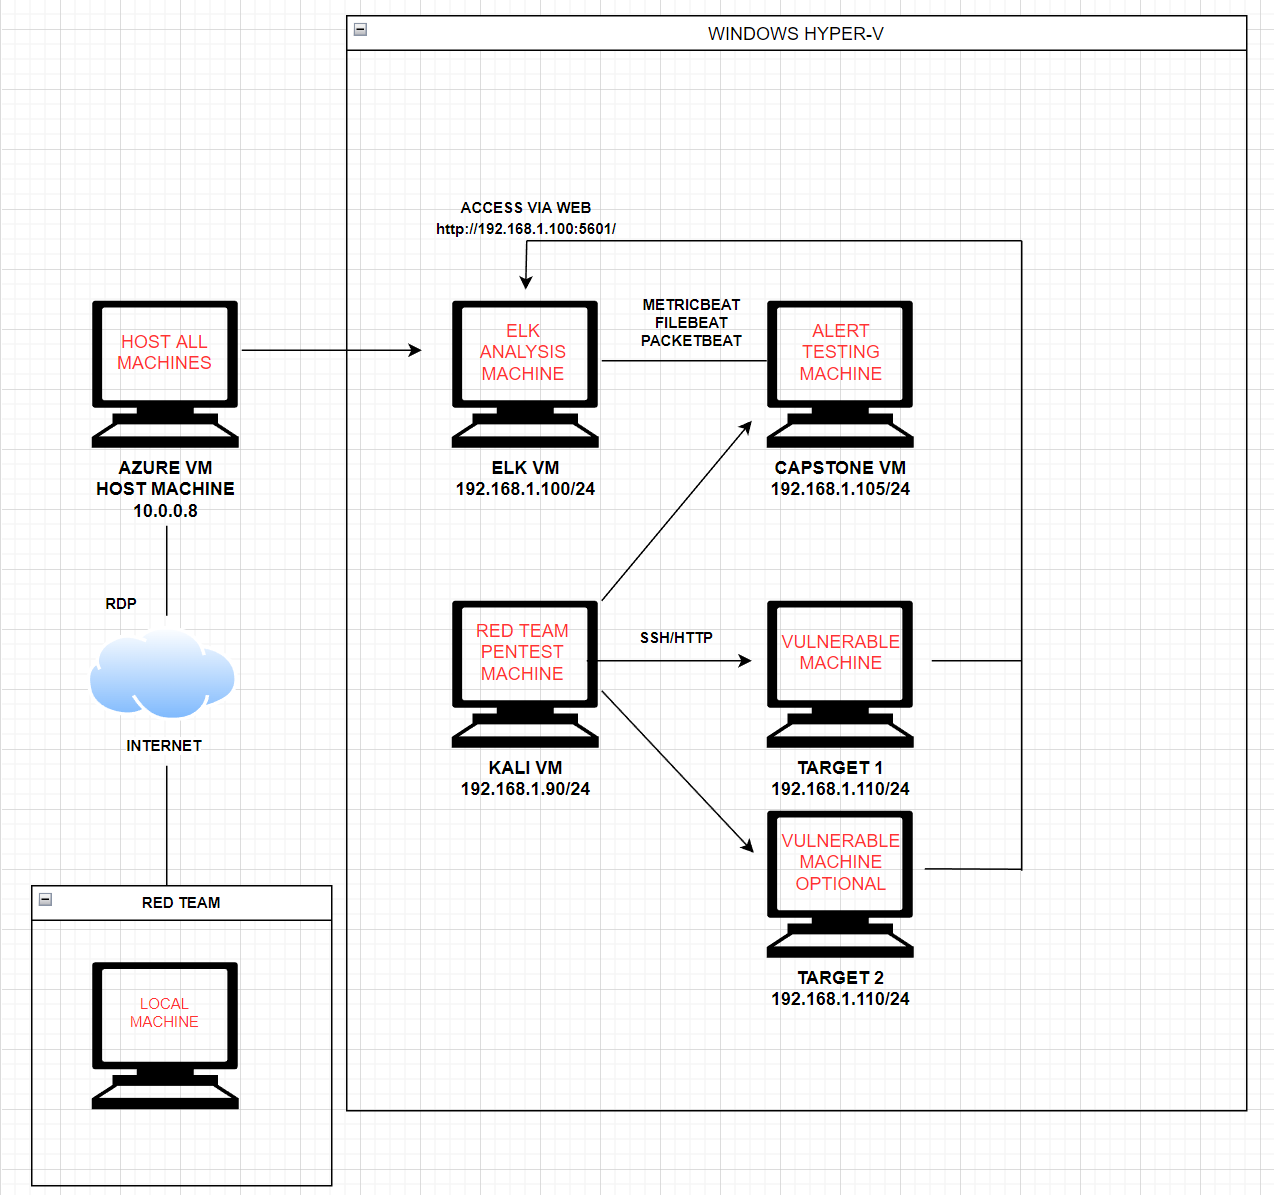 WINDOWS HYPER-V
ACCESS VIA WEB
http://192.168.1.100:5601/
HOST ALL
MACHINES
AZURE VM
HOST MACHINE
10.0.0.8
ELK
ANALYSIS
MACHINE
ELK VM
192.168.1.100/24
METRICBEAT
FILEBEAT
PACKETBEAT
ALERT
TESTING
MACHINE
CAPSTONE VM
192.168.1.105/24
RDP
INTERNET
RED TEAM
PENTEST
MACHINE
KALI VM
192.168.1.90/24
SSH/HTTP
VULNERABLE
MACHINE
TARGET 1
192.168.1.110/24
VULNERABLE
MACHINE
OPTIONAL
TARGET 2
192.168.1.110/24
RED TEAM
LOCAL
MACHINE